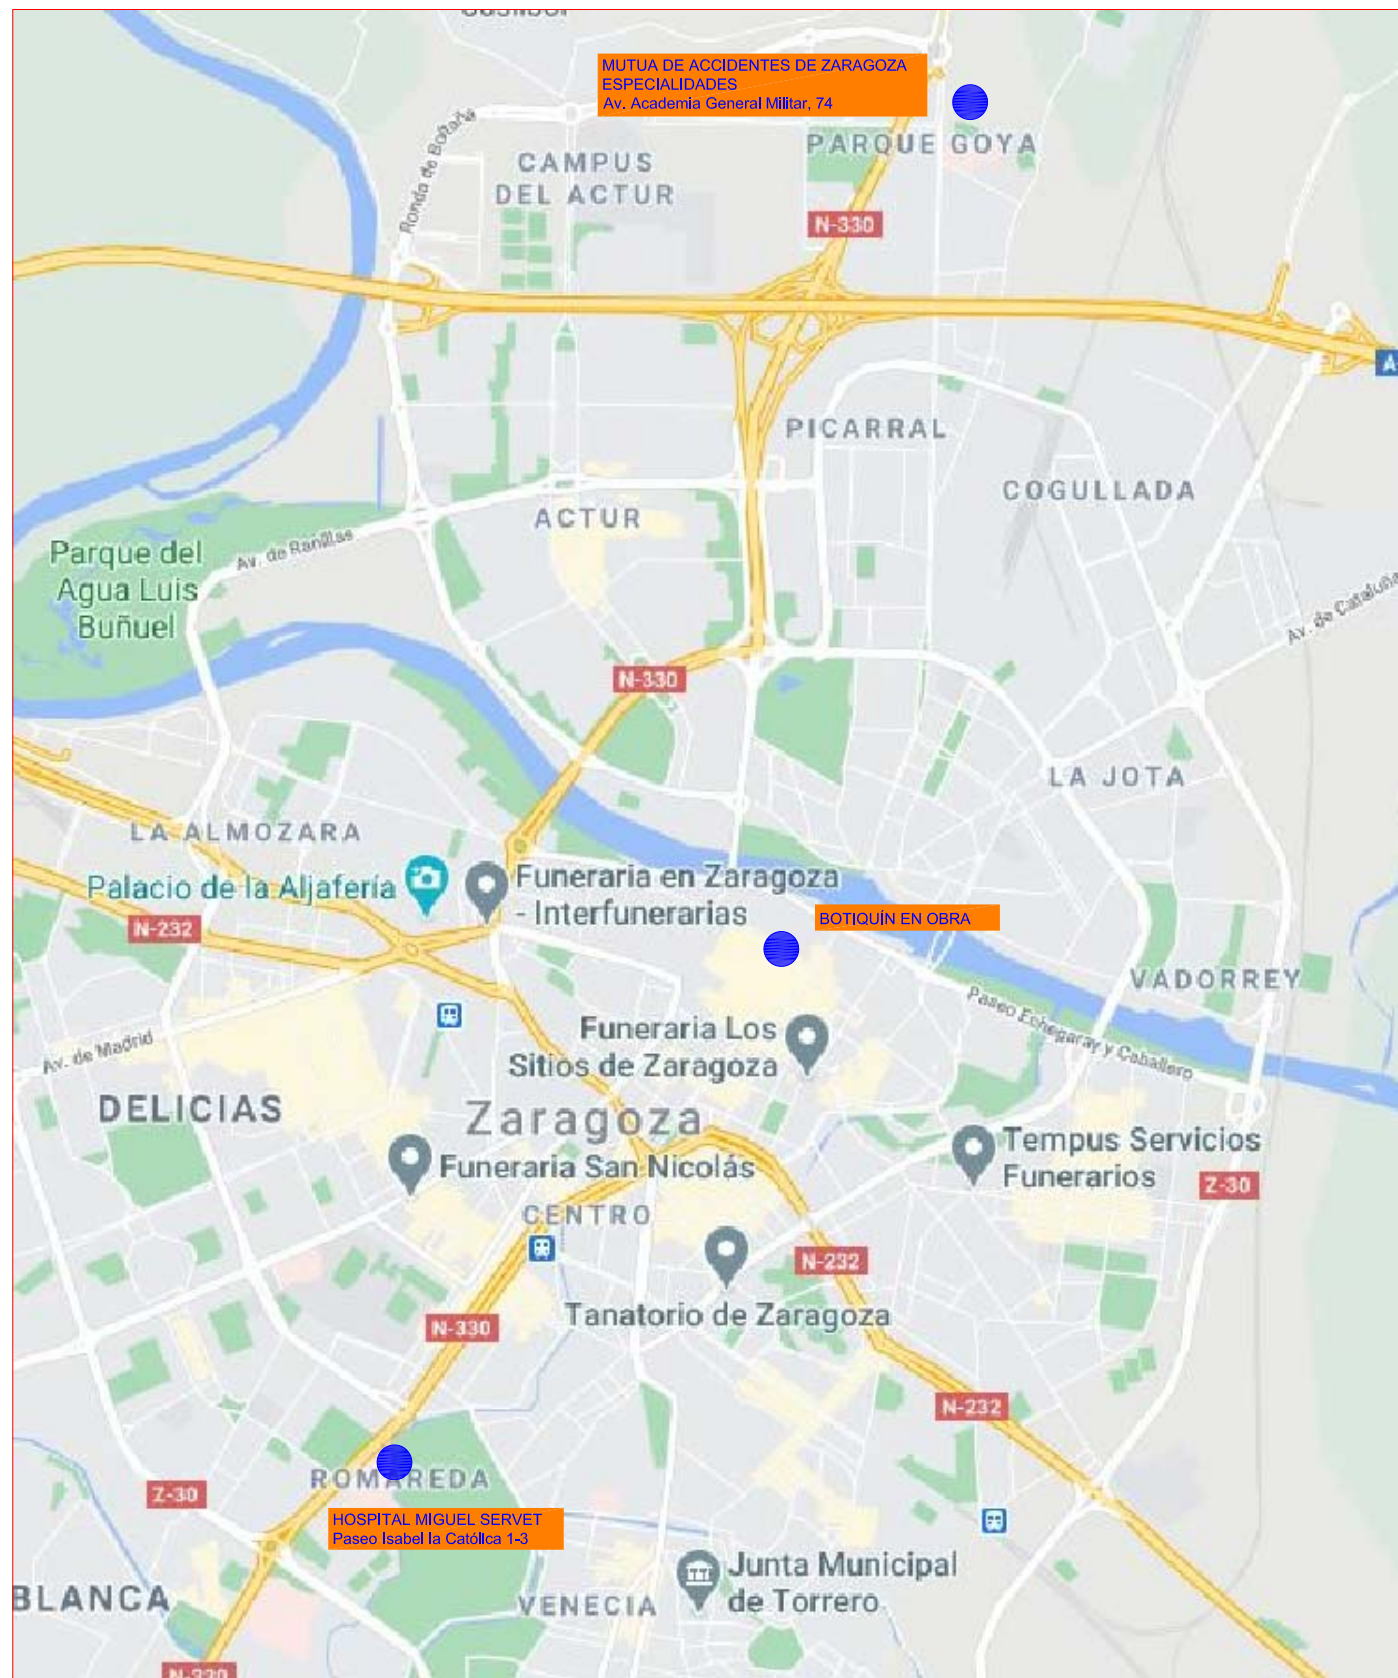 MUTUA DE ACCIDENTES DE ZARAGOZA
ESPECIALIDADES
Av. Academia General Militar, 74
Ronda de Boltaña
CAMPUS
DEL ACTUR
PARQUE GOYA
N-330
A
PICARRAL
COGULLADA
ACTUR
Av. de Ranillas
Parque del
Agua Luis
Buñuel
Av. de Cataluña
N-330
LA JOTA
LA ALMOZARA
Palacio de la Aljafería
Funeraria en Zaragoza
- Interfunerarias
N-232
BOTIQUÍN EN OBRA
VADORREY
Paseo Echegaray y Caballero
Av. de Madrid
Funeraria Los
Sitios de Zaragoza
DELICIAS
Zaragoza
Funeraria San Nicolás
Tempus Servicios
Funerarios
Z-30
CENTRO
N-232
N-330
Tanatorio de Zaragoza
N-232
ROMAREDA
Z-30
HOSPITAL MIGUEL SERVET
Paseo Isabel la Católica 1-3
BLANCA
VENECIA
Junta Municipal
de Torrero
N-330